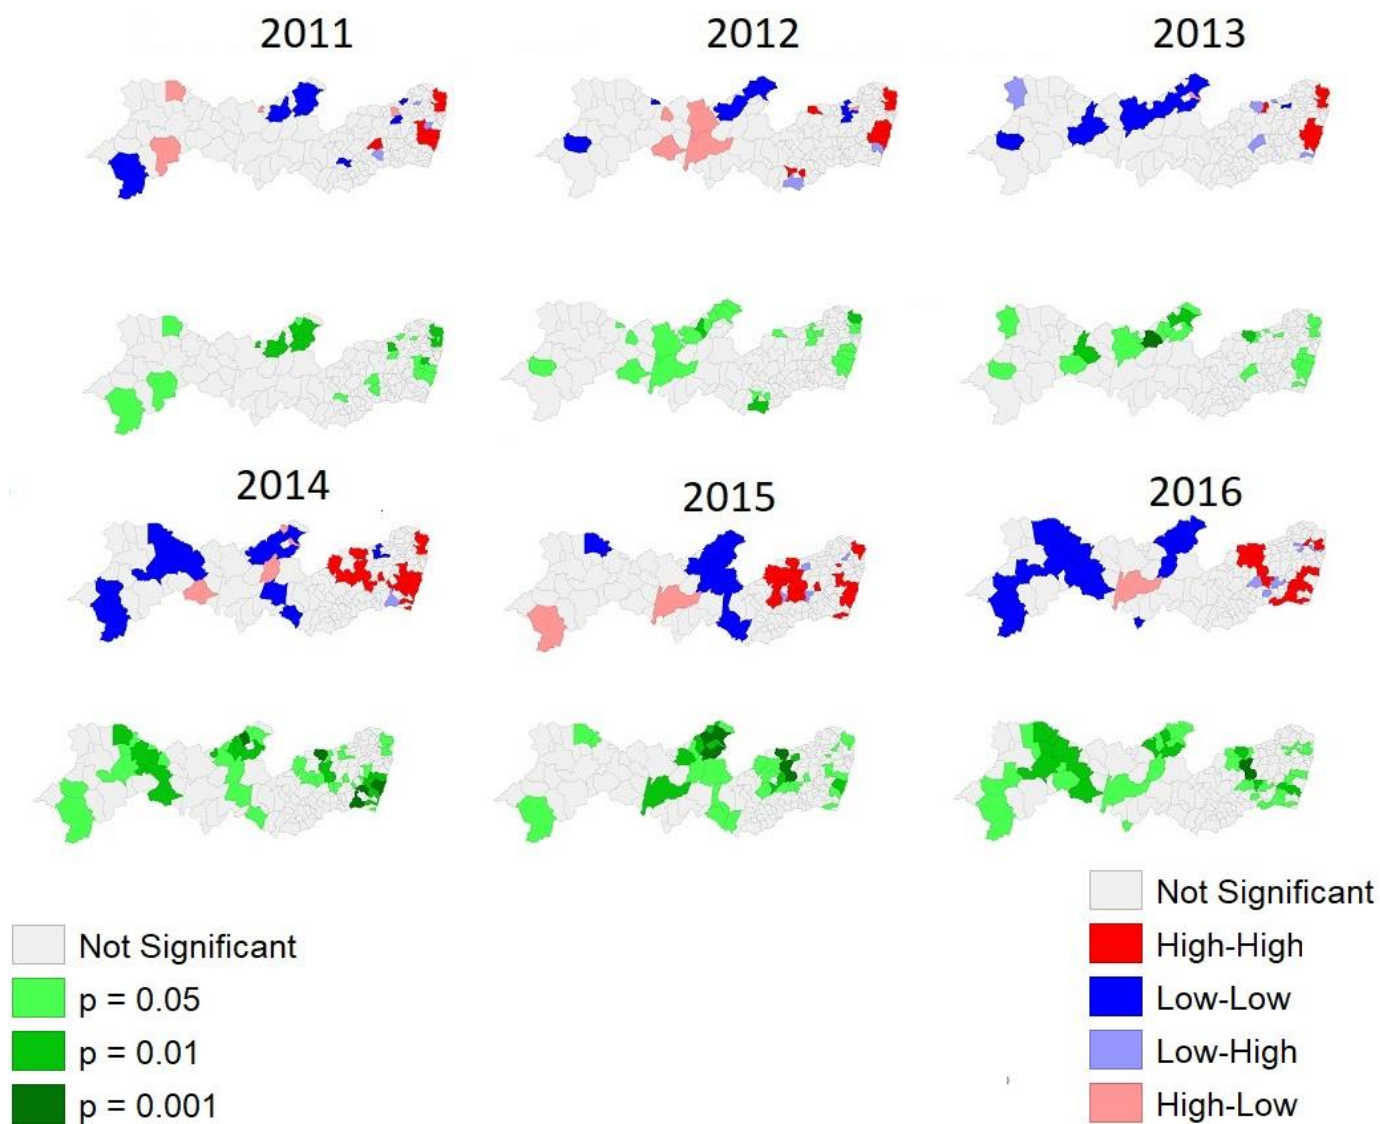 2011
2012
2013
2014
2015
2016
Not Significant
p = 0.05
p = 0.01
p = 0.001
Not Significant
High-High
Low-Low
Low-High
High-Low